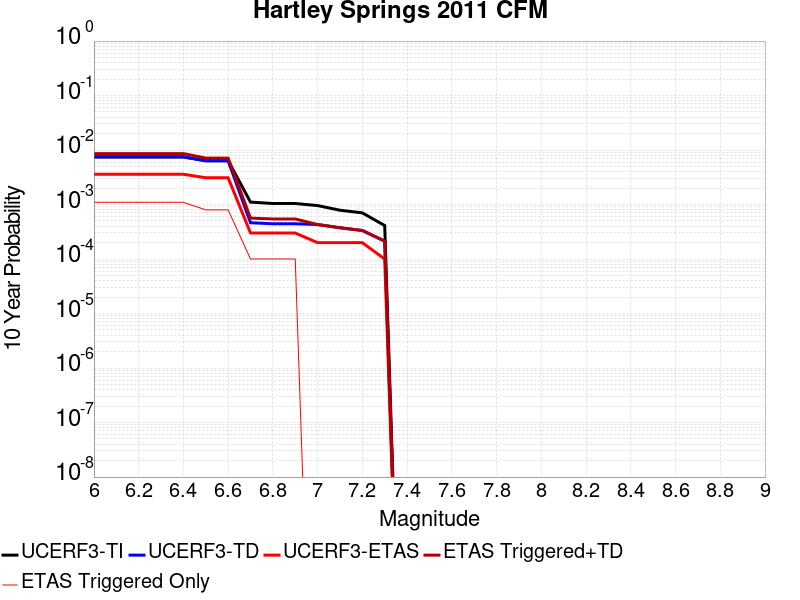 Hartley Springs 2011 CFM
10 Year Probability
10^0
10^-1
10^-2
10^-3
10^-4
10^-5
10^-6
10^-7
10^-8
6 6.2 6.4 6.6 6.8 7 7.2 7.4 7.6 7.8 8 8.2 8.4 8.6 8.8 9
Magnitude
UCERF3-TI UCERF3-TD UCERF3-ETAS ETAS Triggered+TD
ETAS Triggered Only